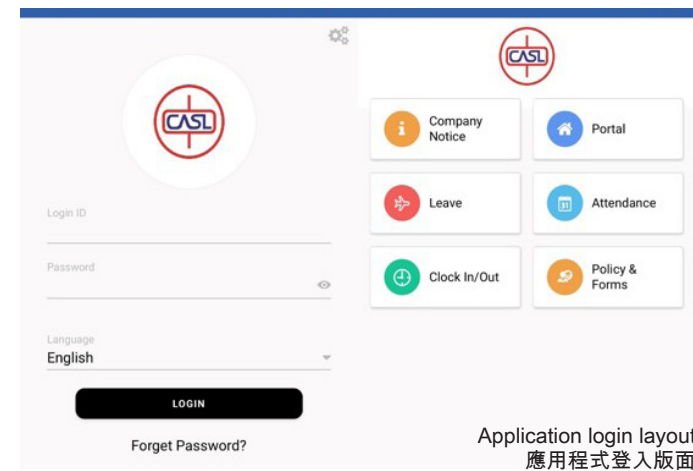 CASL
Login ID
Password
Language
English
LOGIN
Forget Password?
CASL
Company
Notice
Portal
Leave
31
Attendance
Clock In/Out
Policy &
Forms
Application login layout
應用程式登入版面